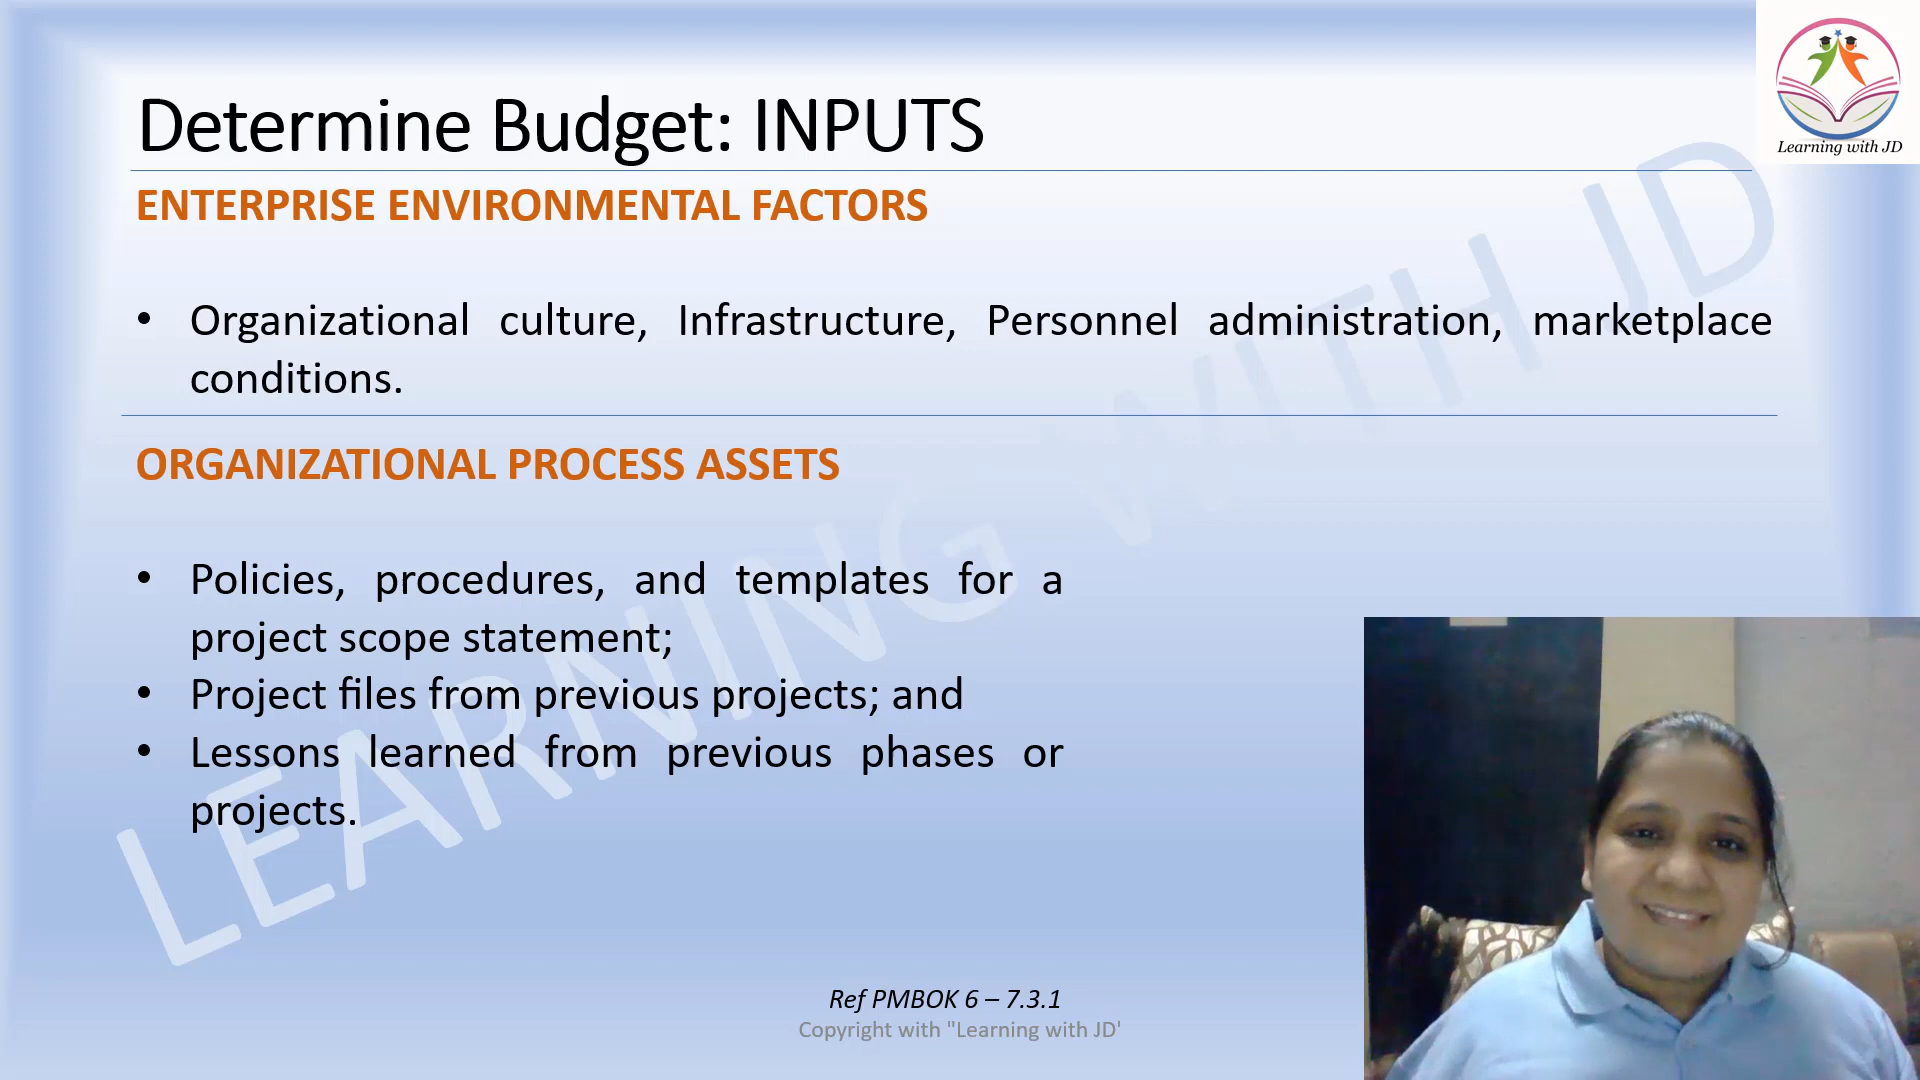 Determine Budget: INPUTS
Learning with JD
ENTERPRISE ENVIRONMENTAL FACTORS
• Organizational culture, Infrastructure, Personnel administration, marketplace
conditions.
ORGANIZATIONAL PROCESS ASSETS
• Policies, procedures, and templates for a
project scope statement;
• Project files from previous projects; and
• Lessons learned from previous phases or
projects.
LEARNING WITH JD
Ref PMBOK 6 – 7.3.1
Copyright with "Learning with JD'